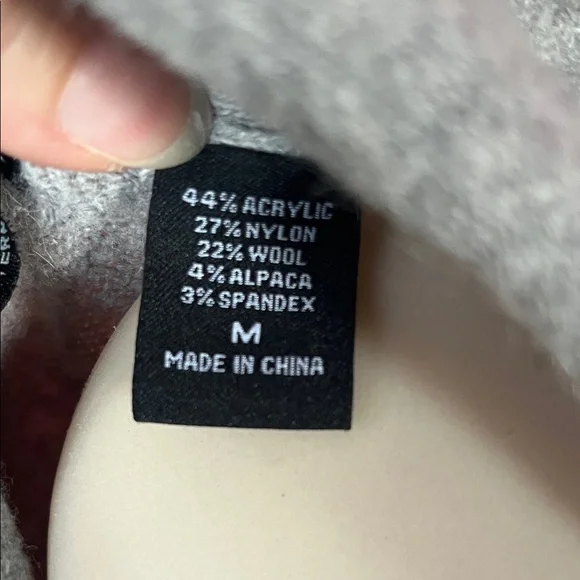 44% ACRYLIC
27% NYLON
22% WOOL
4% ALPACA
3% SPANDEX
M
MADE IN CHINA